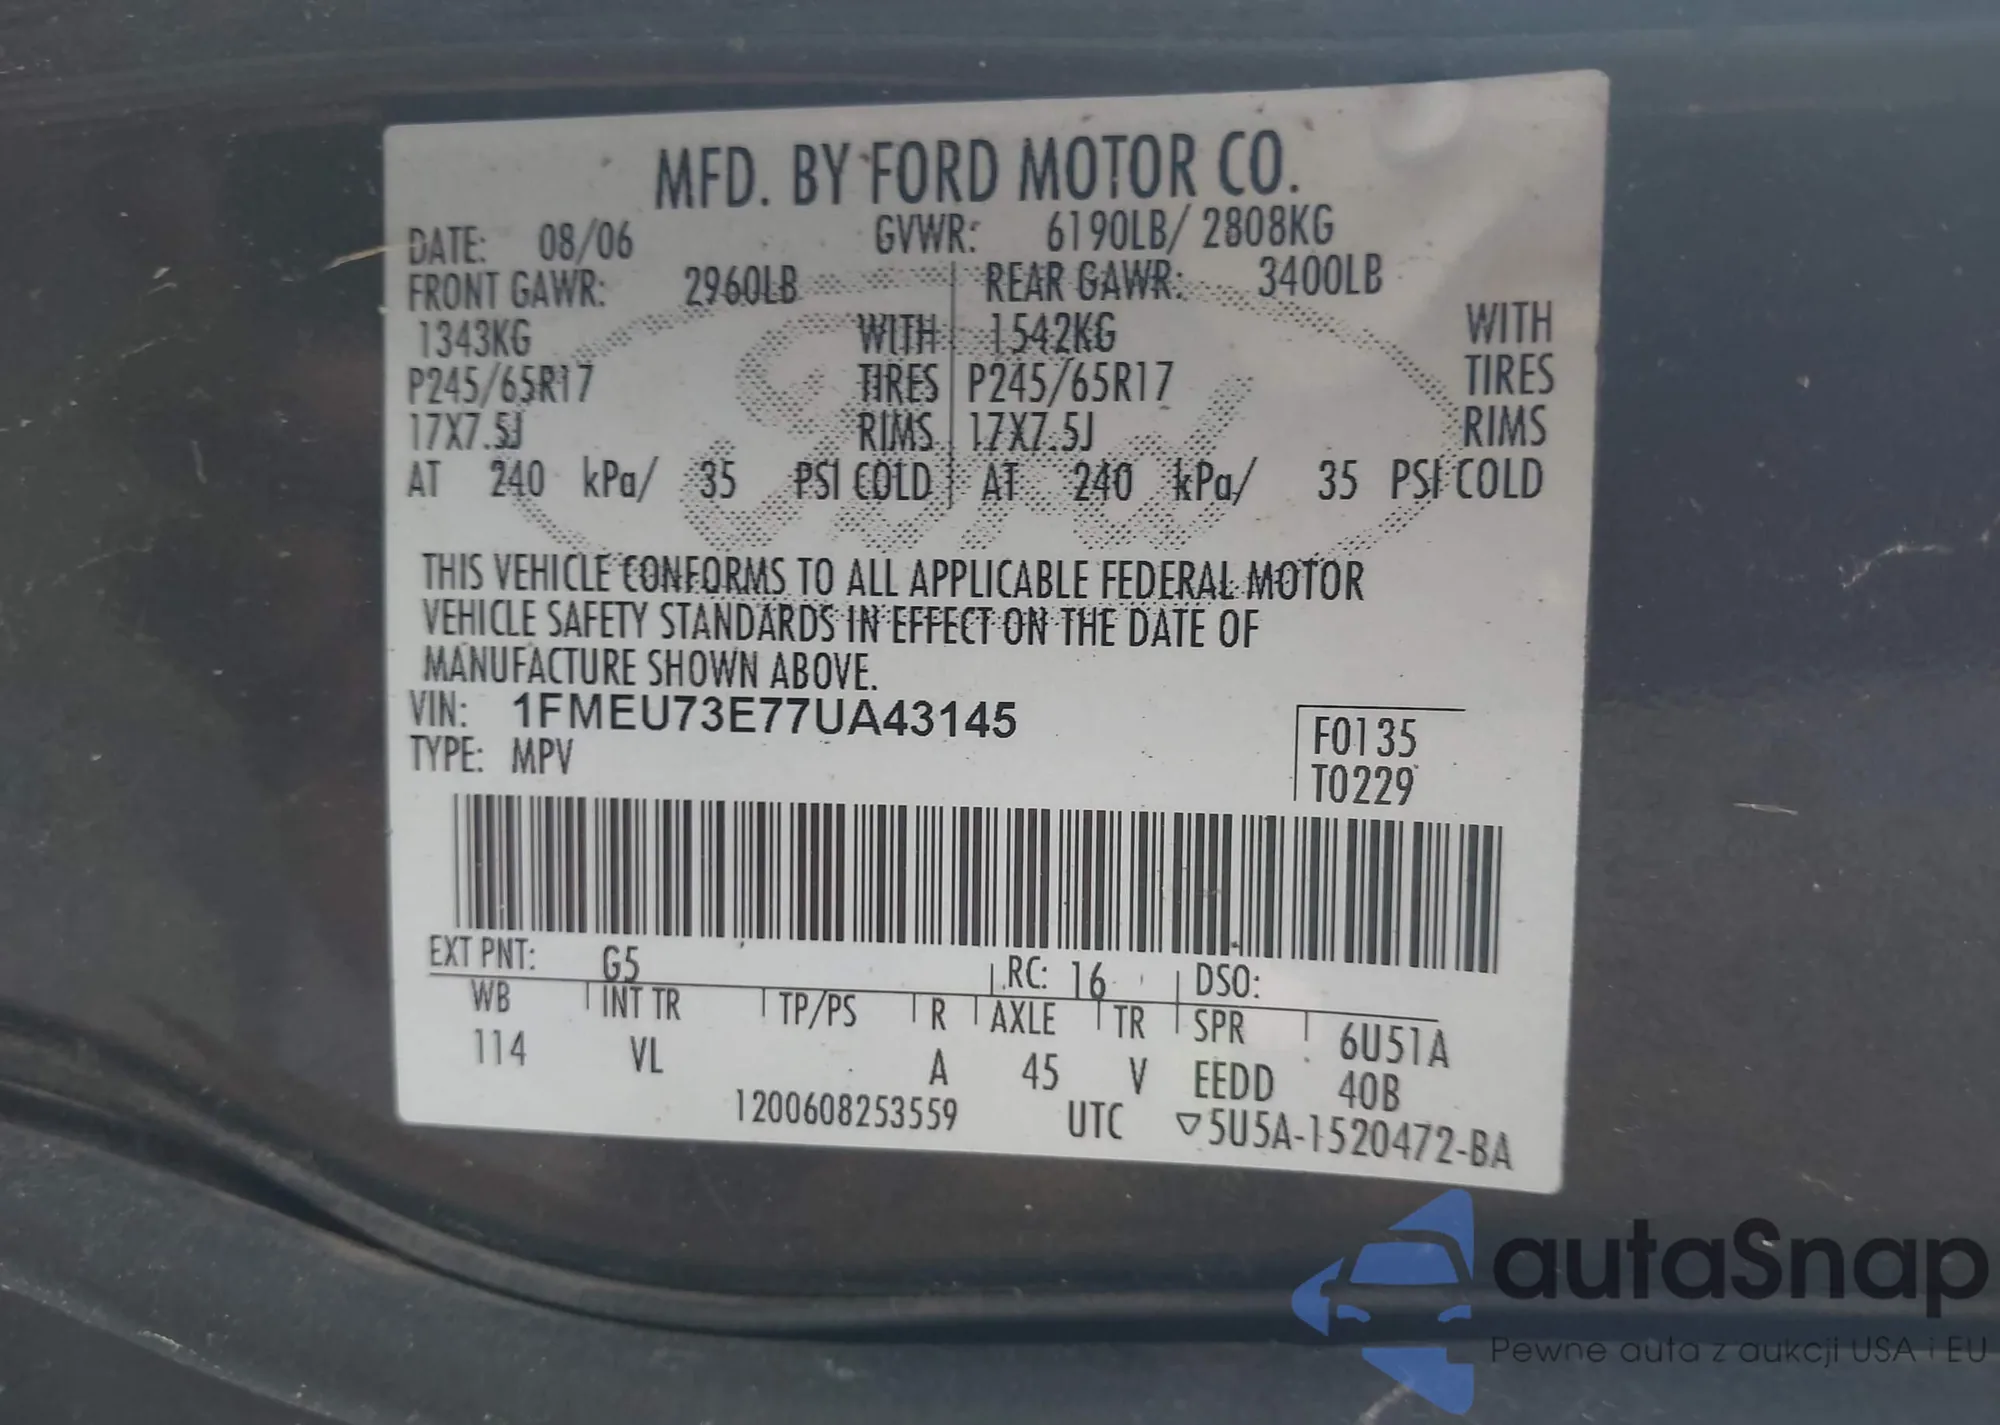 MFD. BY FORD MOTOR CO.
DATE: 08/06 GVWR: 6190LB/ 2808KG
FRONT GAWR: 2960LB REAR GAWR: 3400LB
1343KG WITH 1542KG WITH
P245/65R17 TIRES P245/65R17 TIRES
17X7.5J RIMS 17X7.5J RIMS
AT 240 kPa/ 35 PSI COLD AT 240 kPa/ 35 PSI COLD
Ford
THIS VEHICLE CONFORMS TO ALL APPLICABLE FEDERAL MOTOR
VEHICLE SAFETY STANDARDS IN EFFECT ON THE DATE OF
MANUFACTURE SHOWN ABOVE.
VIN: 1FMEU73E77UA43145
TYPE: MPV
F0135
T0229
EXT PNT: G5 RC: 16 DSO:
WB INT TR TP/PS R AXLE TR SPR 6U51A
114 VL A 45 V EEDD 40B
1200608253559 UTC ▽5U5A-1520472-BA
autaSnap
Pewne auta z aukcji USA i EU